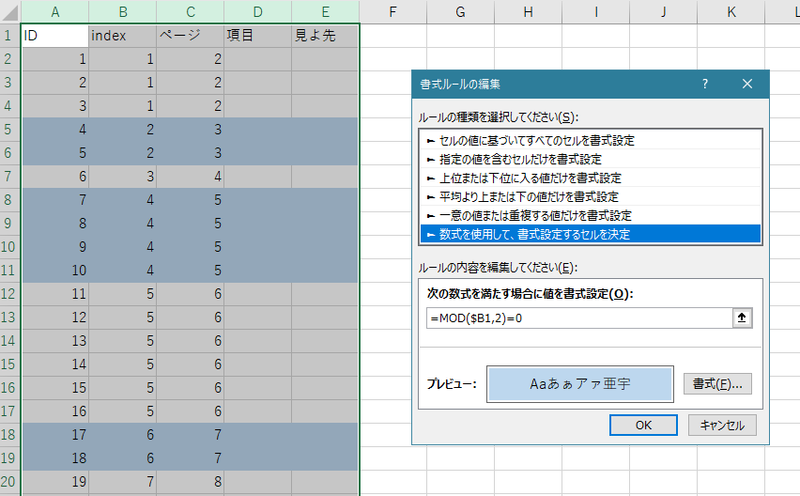 A B C D E F G H I J K L
1 ID index ページ 項目 見よ先
2 1 1 2
3 2 1 2
4 3 1 2
5 4 2 3
6 5 2 3
7 6 3 4
8 7 4 5
9 8 4 5
10 9 4 5
11 10 4 5
12 11 5 6
13 12 5 6
14 13 5 6
15 14 5 6
16 15 5 6
17 16 5 6
18 17 6 7
19 18 6 7
20 19 7 8
書式ルールの編集 ? ×
ルールの種類を選択してください(S):
► セルの値に基づいてすべてのセルを書式設定
► 指定の値を含むセルだけを書式設定
► 上位または下位に入る値だけを書式設定
► 平均より上または下の値だけを書式設定
► 一意の値または重複する値だけを書式設定
► 数式を使用して、書式設定するセルを決定
ルールの内容を編集してください(E):
次の数式を満たす場合に値を書式設定(O):
=MOD($B1,2)=0
プレビュー: Aaあぁアァ亜宇 書式(F)...
OK キャンセル